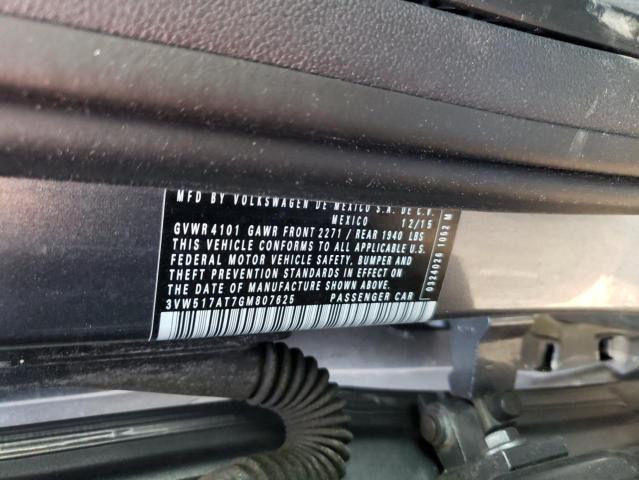 MFD BY VOLKSWAGEN DE MEXICO S.A. DE C.V.
MEXICO 12/15
GVWR 4101 GAWR FRONT 2271 / REAR 1940 LBS
THIS VEHICLE CONFORMS TO ALL APPLICABLE U.S.
FEDERAL MOTOR VEHICLE SAFETY, BUMPER AND
THEFT PREVENTION STANDARDS IN EFFECT ON
THE DATE OF MANUFACTURE SHOWN ABOVE.
3VW517AT7GM807625 PASSENGER CAR
0324026 1052 M